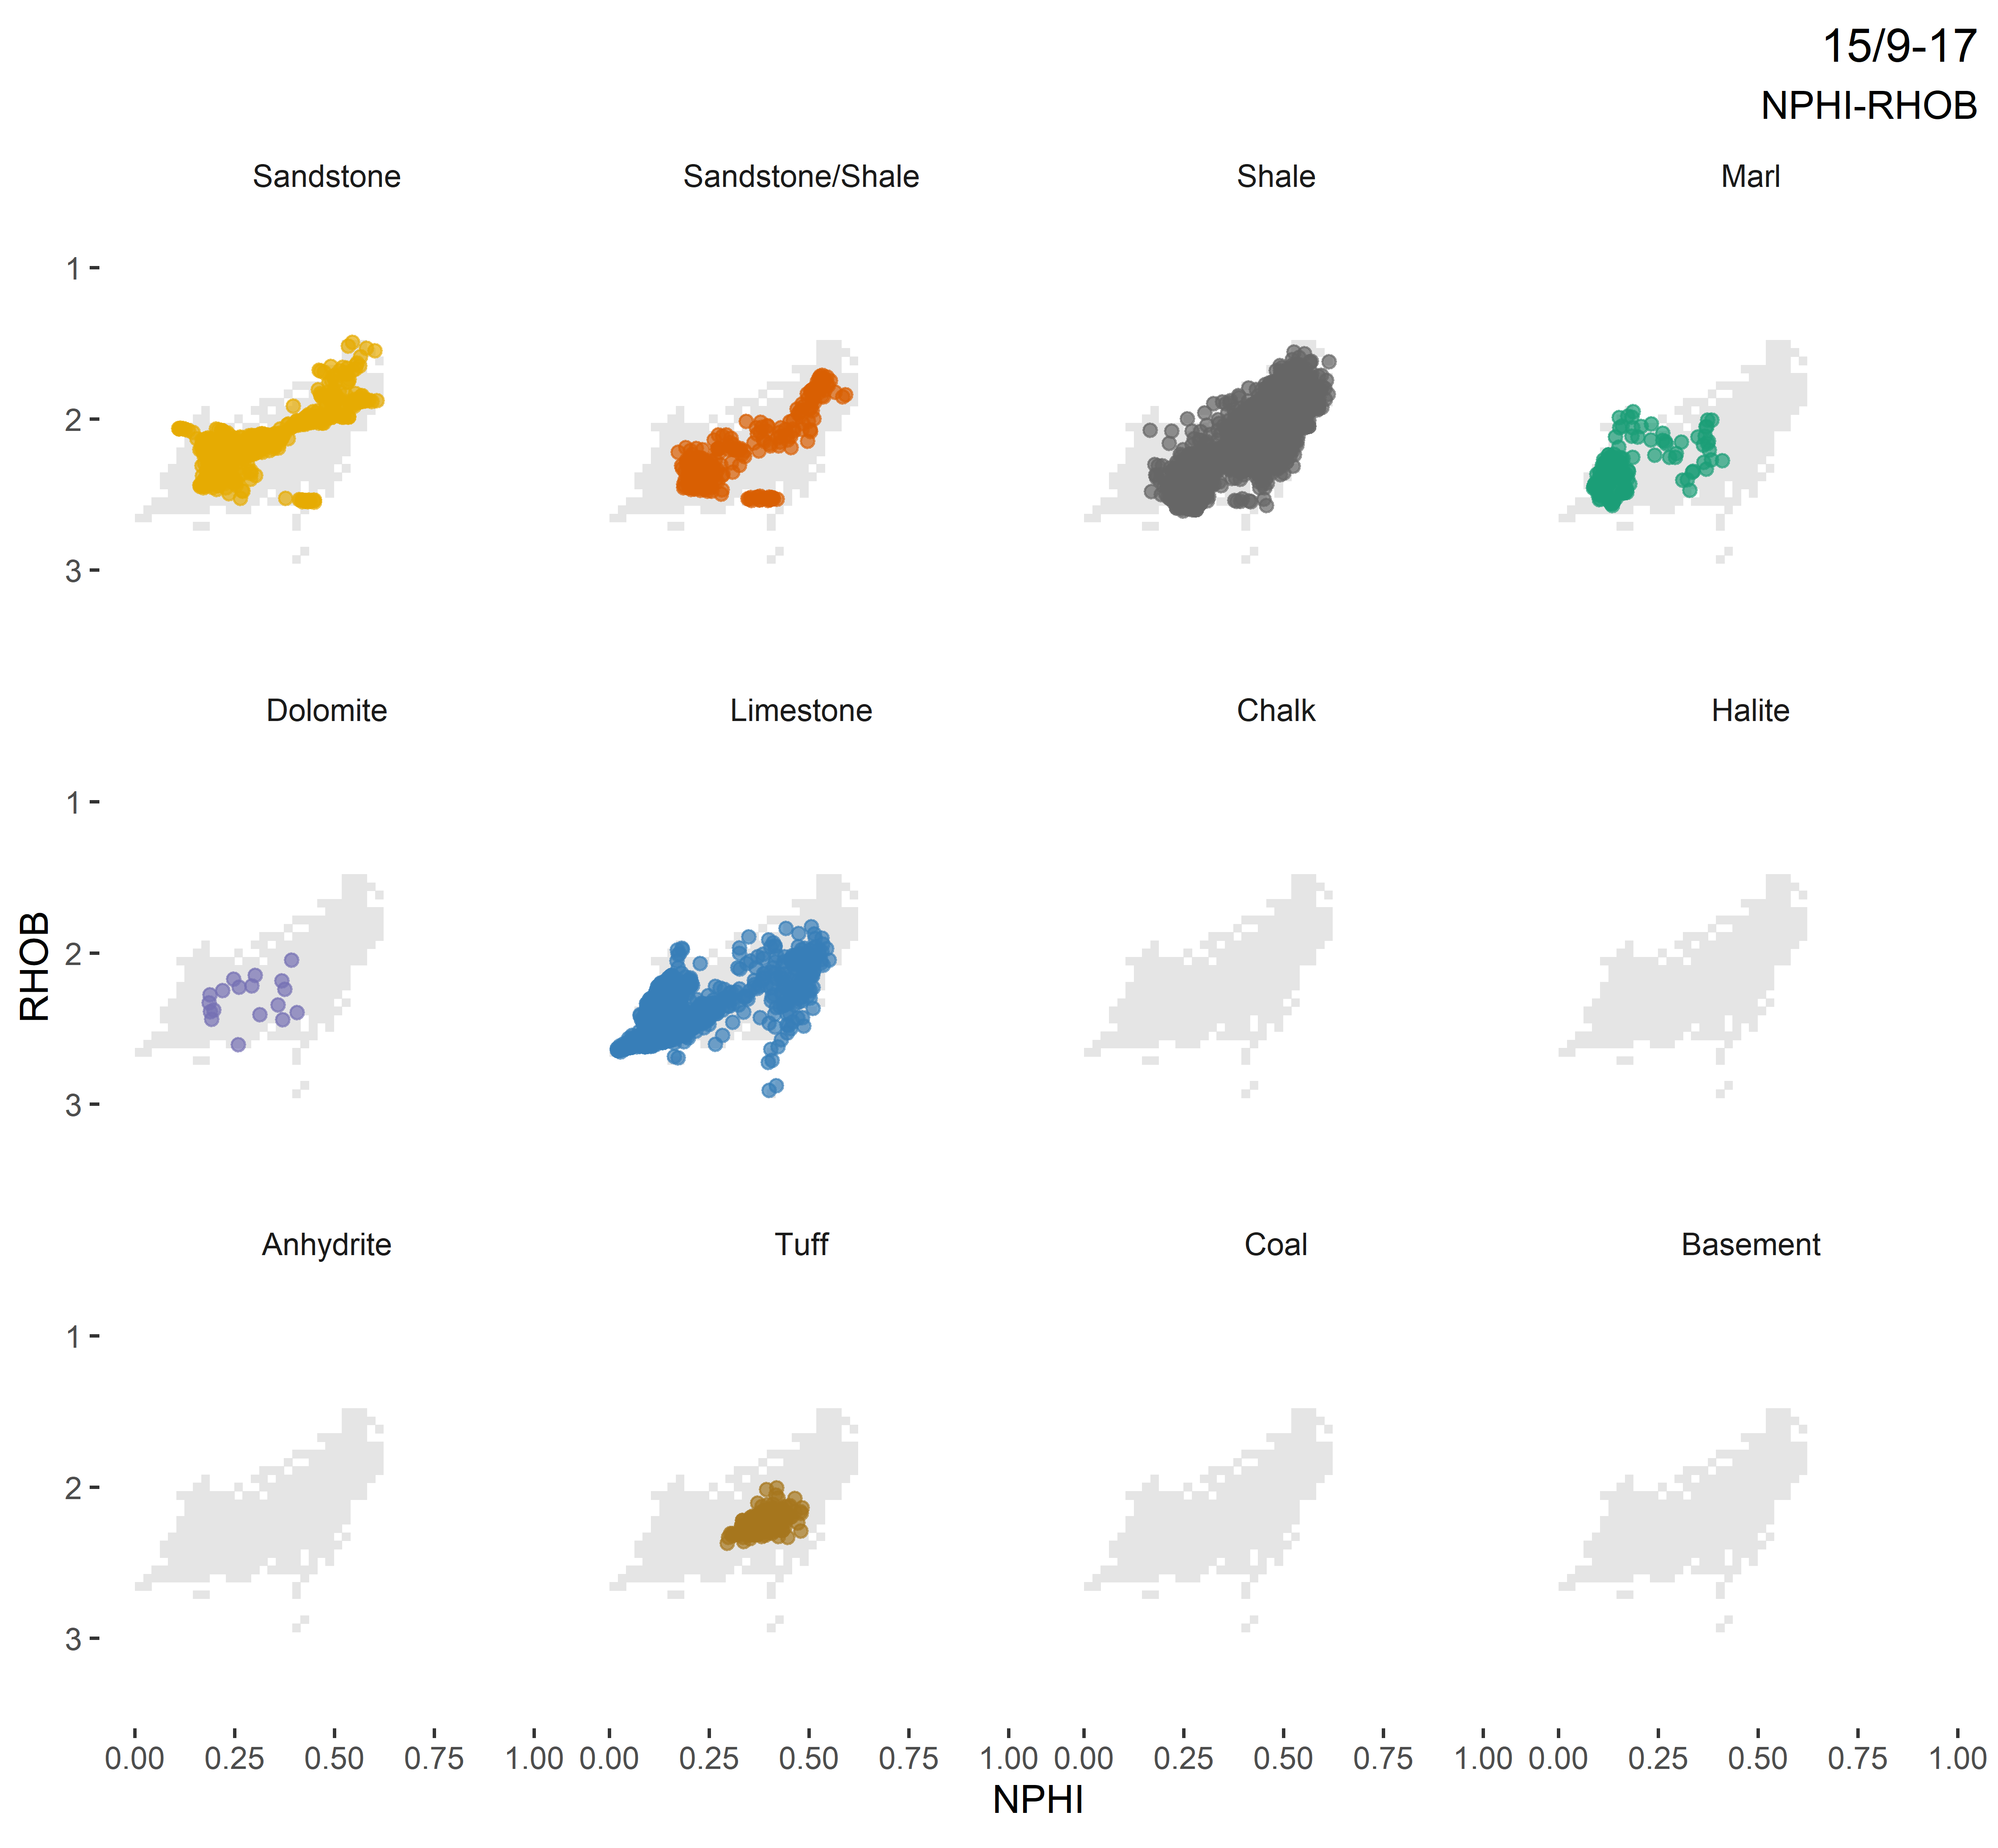 15/9-17
NPHI-RHOB
Sandstone Sandstone/Shale Shale Marl
1
2
3
Dolomite Limestone Chalk Halite
1
2
3
RHOB
Anhydrite Tuff Coal Basement
1
2
3
0.00 0.25 0.50 0.75 1.00 0.00 0.25 0.50 0.75 1.00 0.00 0.25 0.50 0.75 1.00 0.00 0.25 0.50 0.75 1.00
NPHI